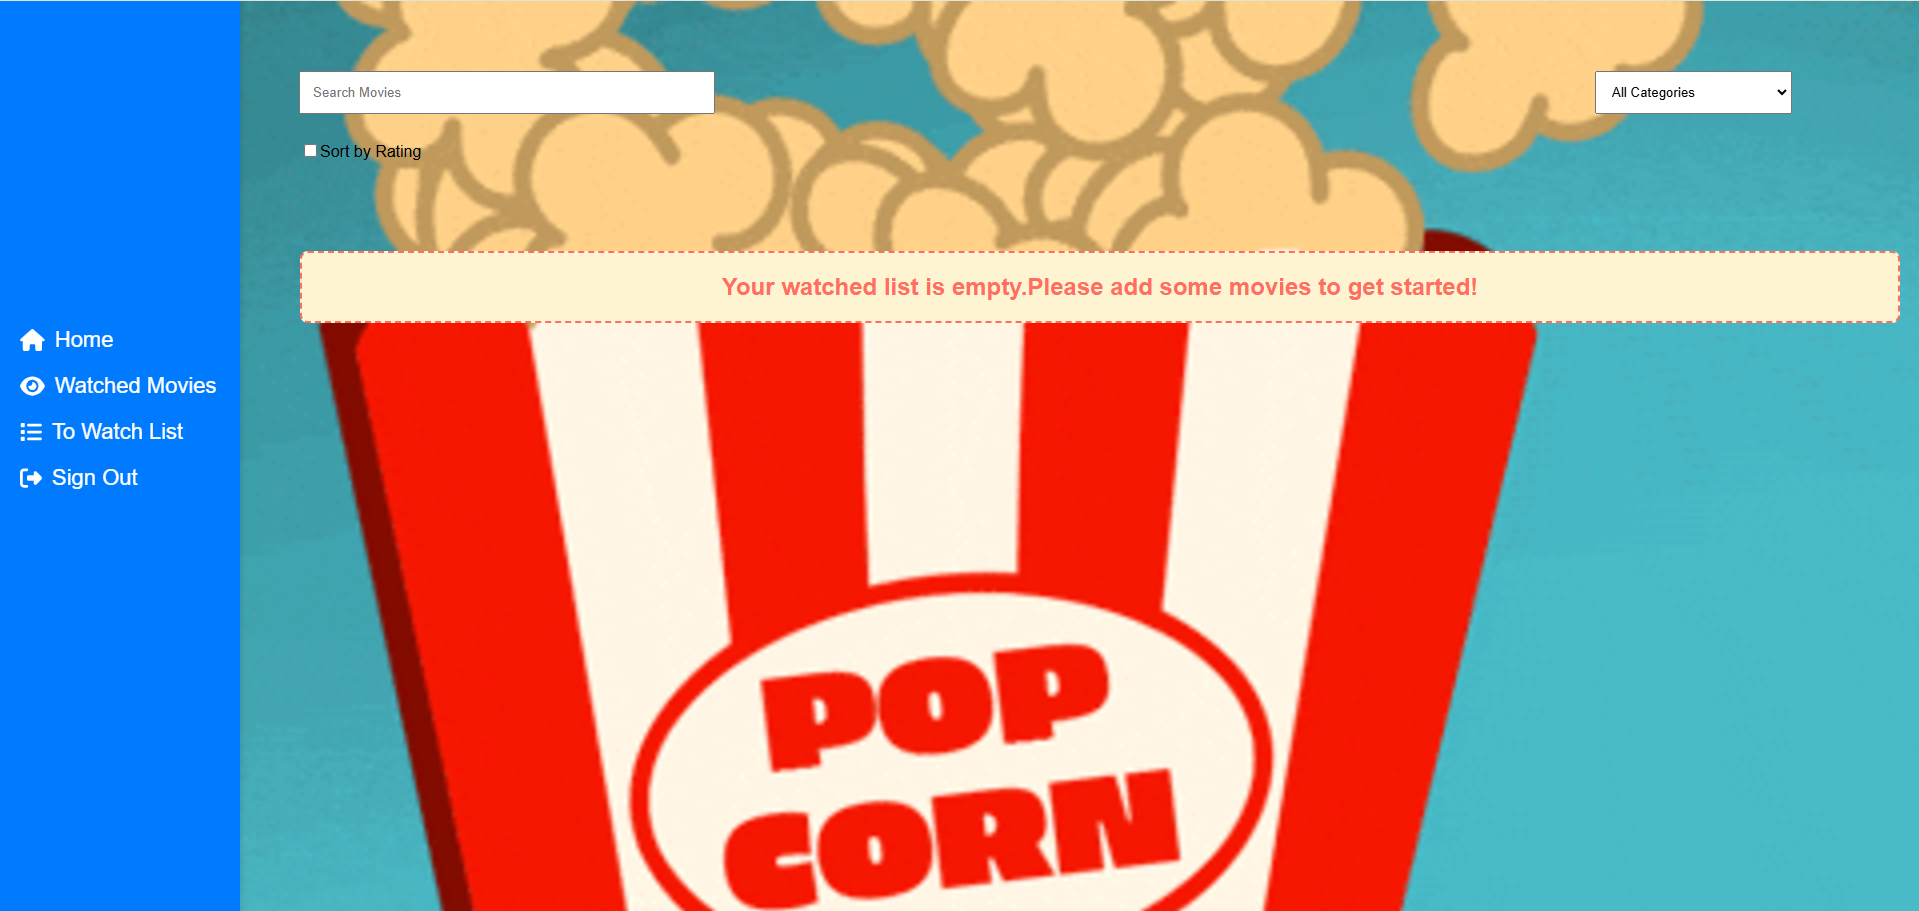 Search Movies
All Categories
Sort by Rating
Your watched list is empty.Please add some movies to get started!
Home
Watched Movies
To Watch List
Sign Out
POP
CORN